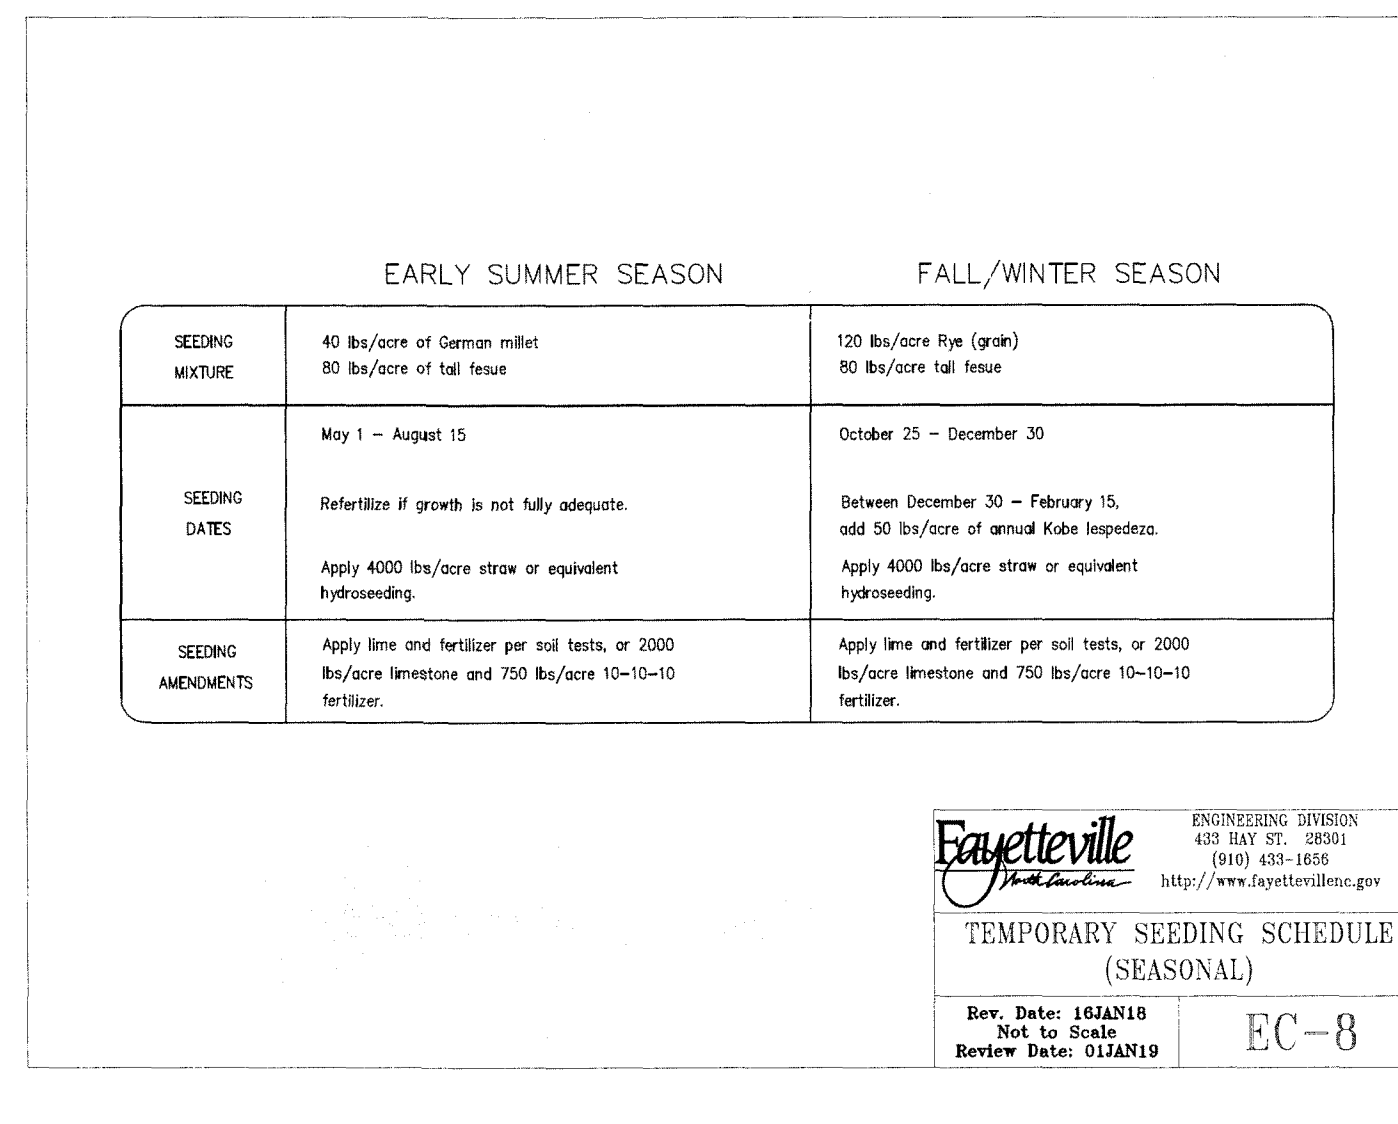 EARLY SUMMER SEASON
FALL/WINTER SEASON
SEEDING
MIXTURE
40 lbs/acre of German millet
80 lbs/acre of tall fesue
120 lbs/acre Rye (grain)
80 lbs/acre tall fesue
SEEDING
DATES
May 1 – August 15
Refertilize if growth is not fully adequate.
Apply 4000 lbs/acre straw or equivalent
hydroseeding.
October 25 – December 30
Between December 30 – February 15,
add 50 lbs/acre of annual Kobe lespedeza.
Apply 4000 lbs/acre straw or equivalent
hydroseeding.
SEEDING
AMENDMENTS
Apply lime and fertilizer per soil tests, or 2000
lbs/acre limestone and 750 lbs/acre 10–10–10
fertilizer.
Apply lime and fertilizer per soil tests, or 2000
lbs/acre limestone and 750 lbs/acre 10–10–10
fertilizer.
Fayetteville
North Carolina
ENGINEERING DIVISION
433 HAY ST. 28301
(910) 433-1656
http://www.fayettevillenc.gov
TEMPORARY SEEDING SCHEDULE
(SEASONAL)
Rev. Date: 16JAN18
Not to Scale
Review Date: 01JAN19
EC-8